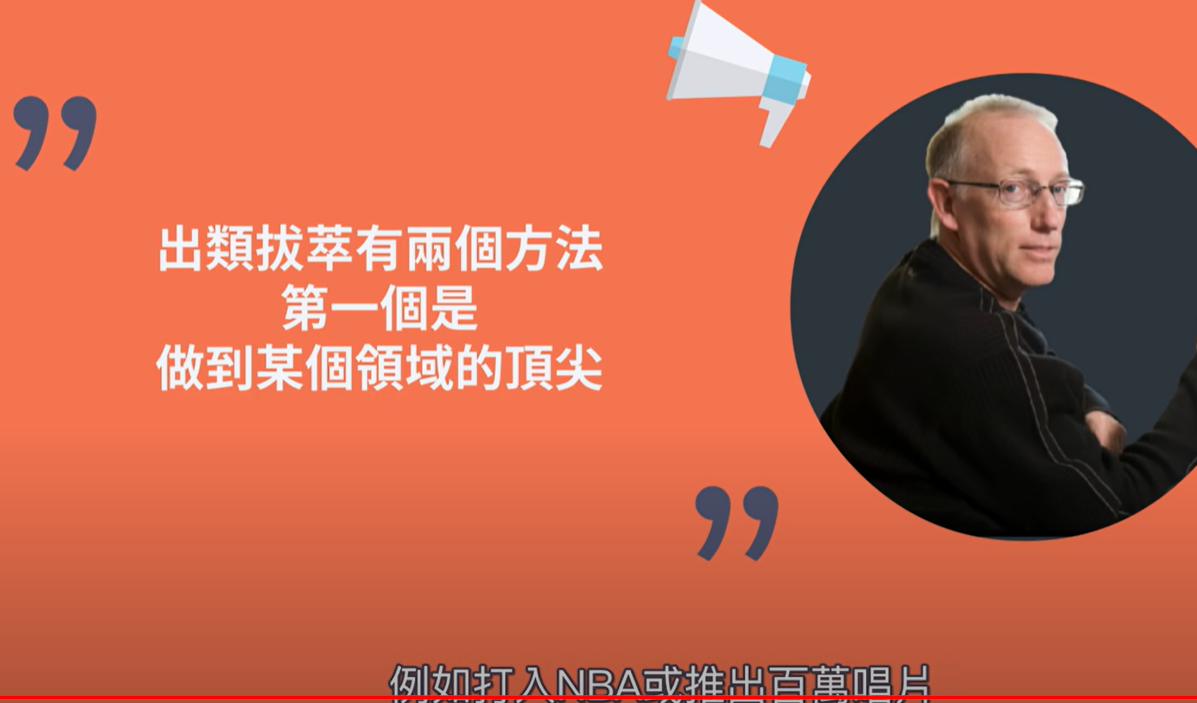 出類拔萃有兩個方法
第一個是
做到某個領域的頂尖
例如打入NBA或推出百萬唱片